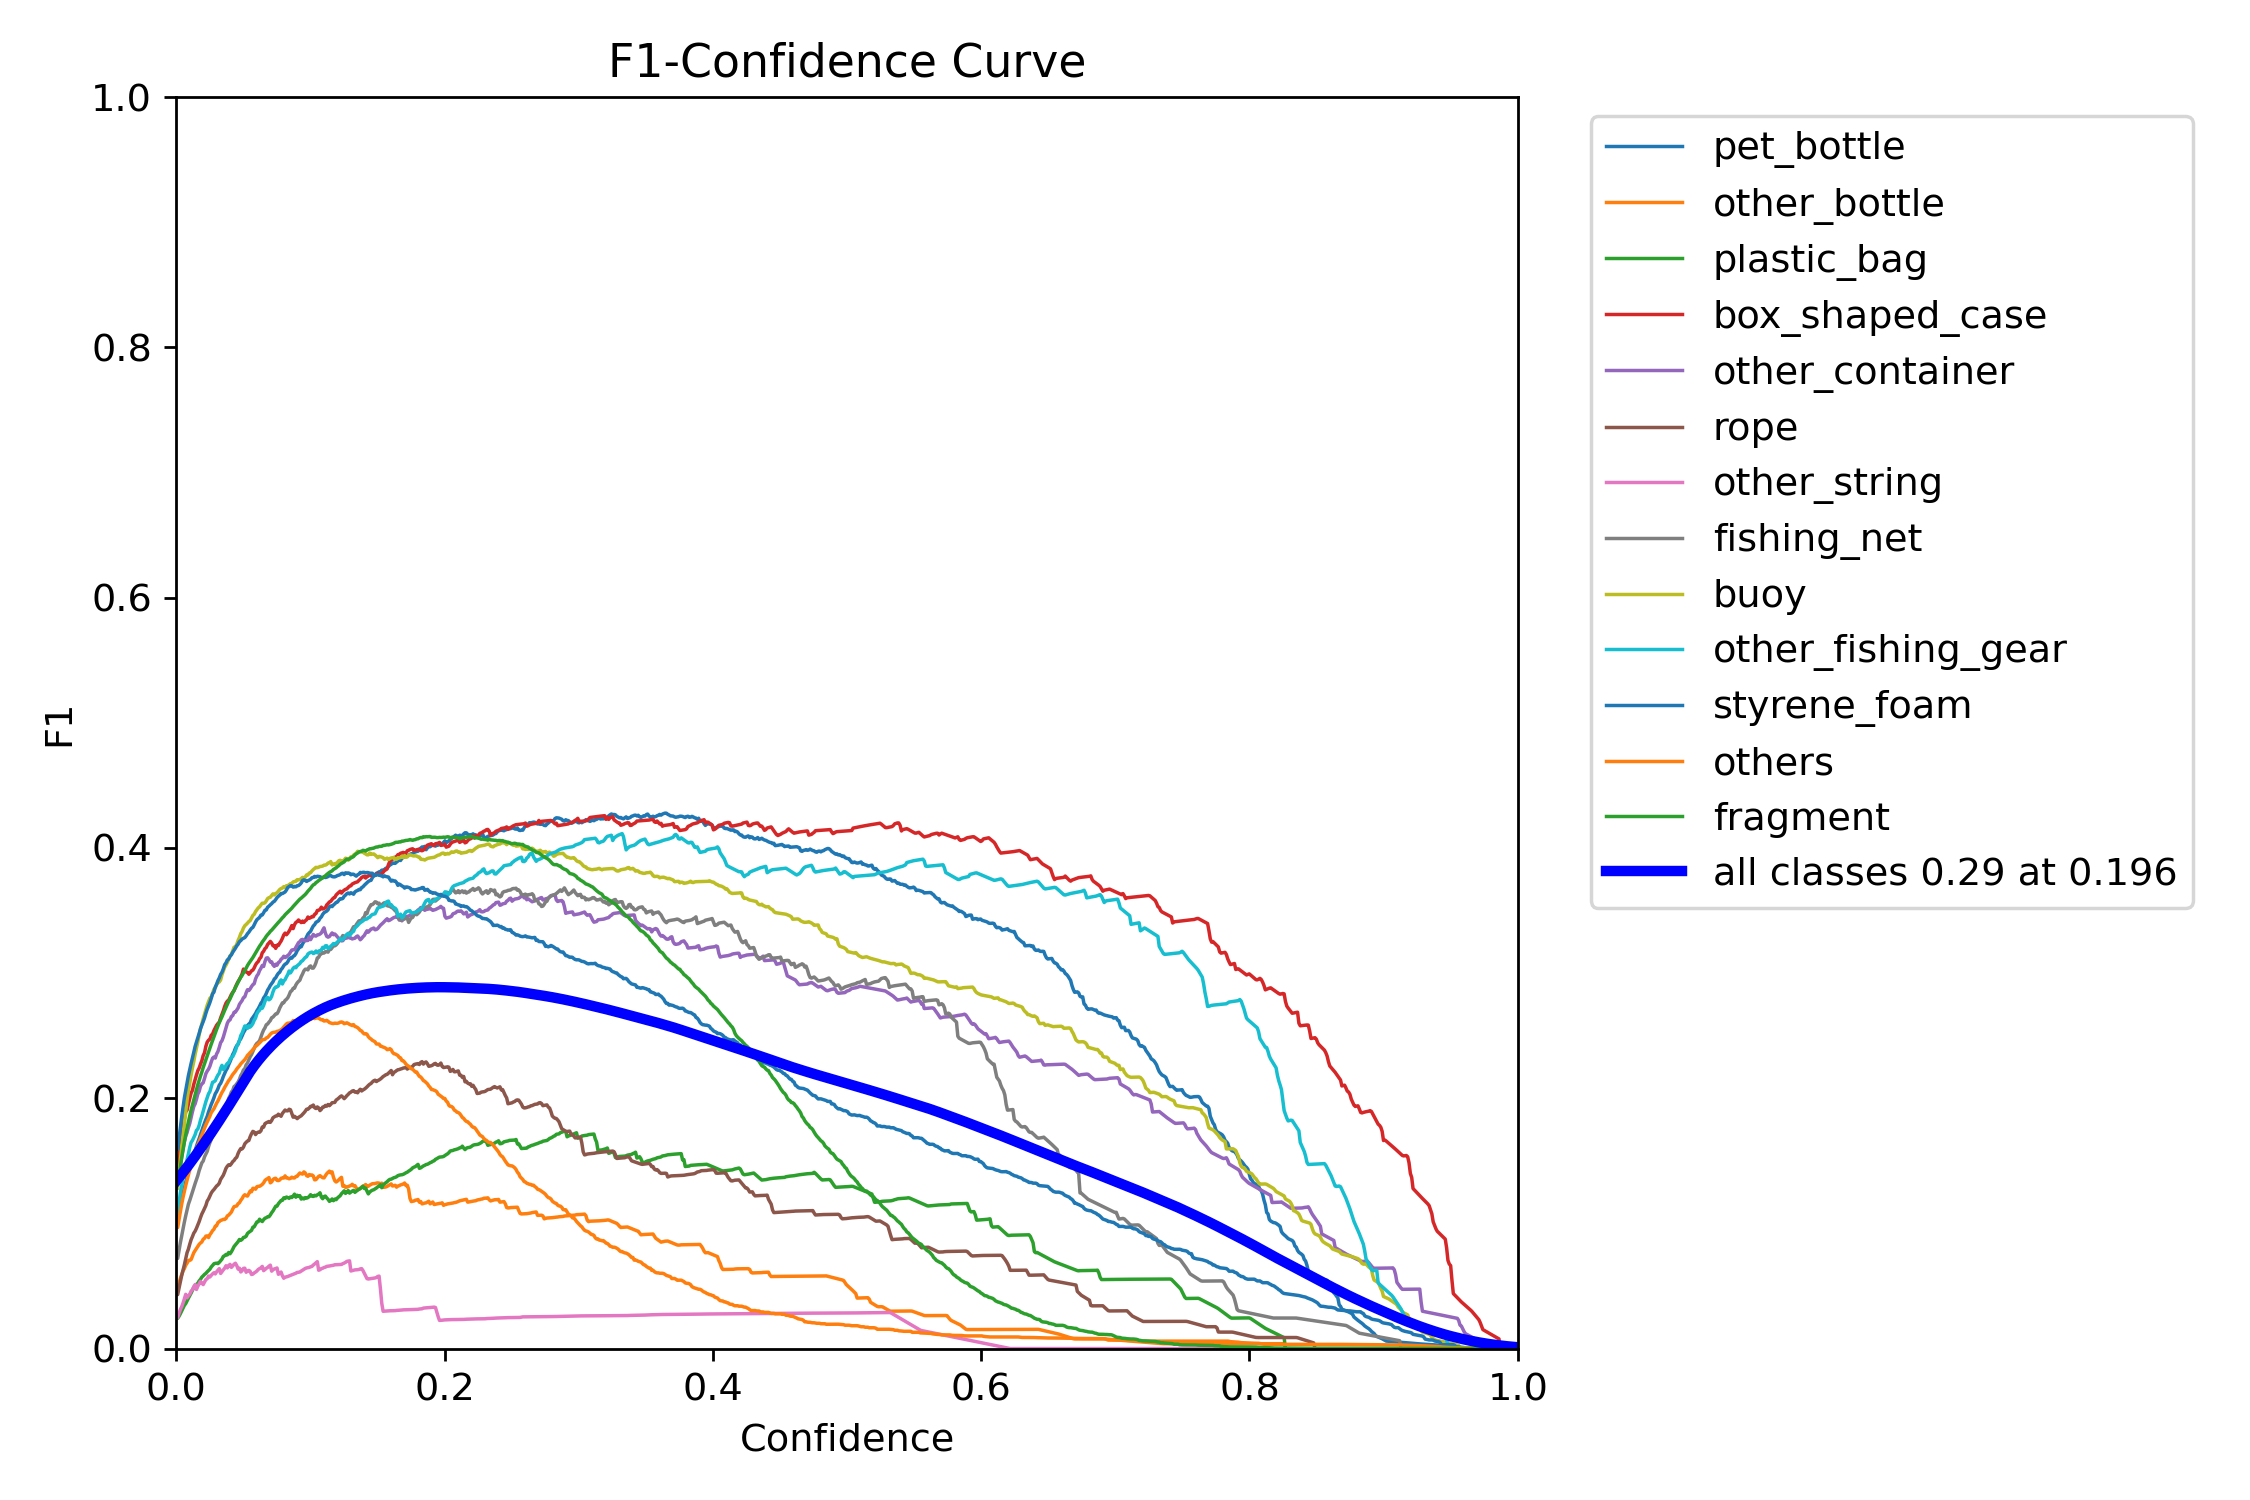 F1-Confidence Curve
1.0
0.8
0.6
0.4
0.2
0.0
F1
0.0 0.2 0.4 0.6 0.8 1.0
Confidence
pet_bottle
other_bottle
plastic_bag
box_shaped_case
other_container
rope
other_string
fishing_net
buoy
other_fishing_gear
styrene_foam
others
fragment
all classes 0.29 at 0.196